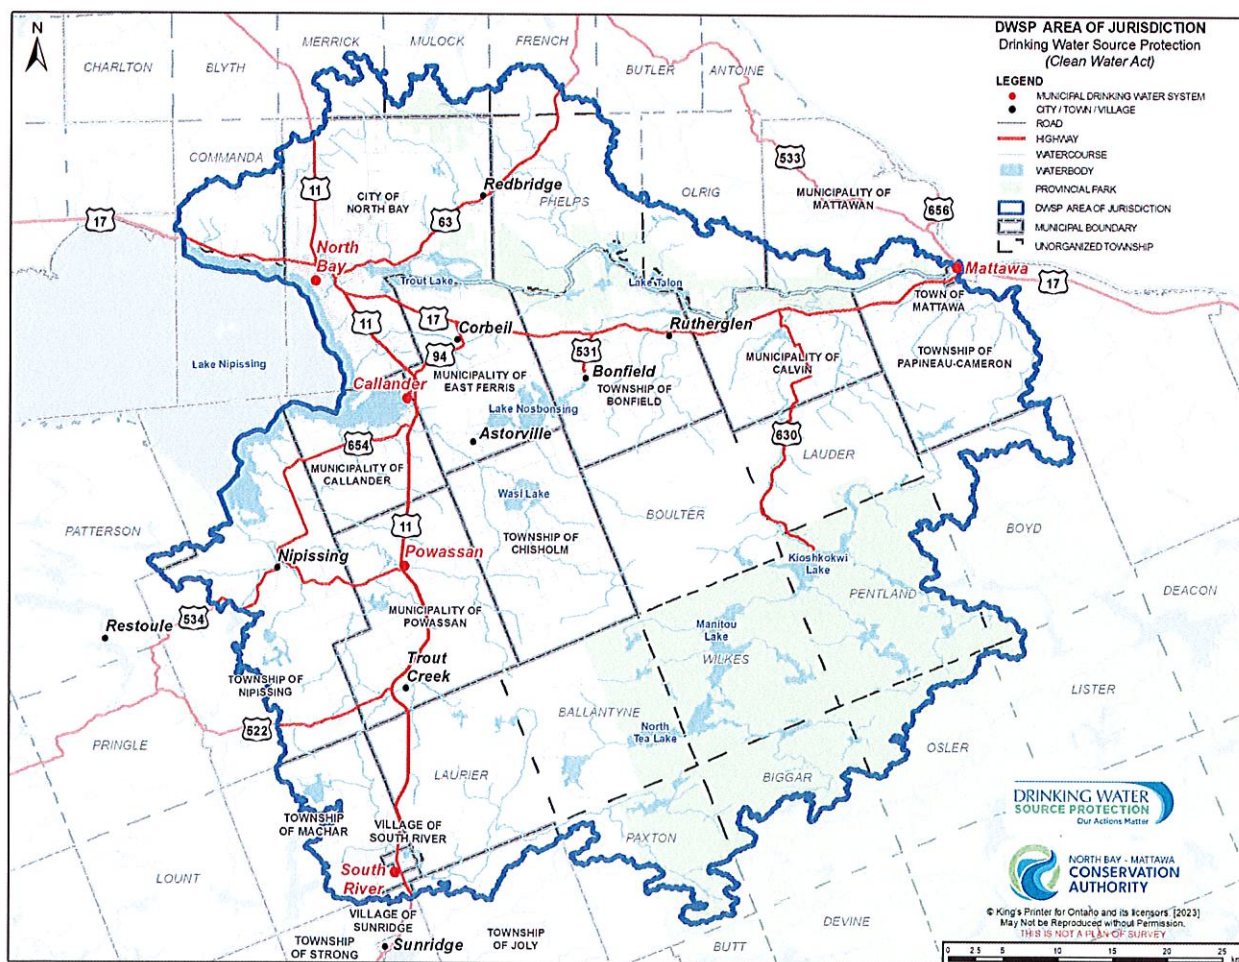 N
DWSP AREA OF JURISDICTION
Drinking Water Source Protection
(Clean Water Act)
LEGEND
MUNICIPAL DRINKING WATER SYSTEM
CITY / TOWN / VILLAGE
ROAD
HIGHWAY
WATERCOURSE
WATERBODY
PROVINCIAL PARK
DWSP AREA OF JURISDICTION
MUNICIPAL BOUNDARY
UNORGANIZED TOWNSHIP
MERRICK
MULOCK
FRENCH
CHARLTON
BLYTH
BUTLER
ANTOINE
COMMANDA
533
11
CITY OF
NORTH BAY
Redbridge
PHELPS
OLRIG
MUNICIPALITY OF
MATTAWAN
656
17
63
North
Bay
Mattawa
17
Trout Lake
Lake Talon
TOWN OF
MATTAWA
11
17
Corbeil
Rutherglen
94
531
MUNICIPALITY OF
CALVIN
TOWNSHIP OF
PAPINEAU-CAMERON
Lake Nipissing
MUNICIPALITY OF
EAST FERRIS
Bonfield
Callander
TOWNSHIP OF
BONFIELD
Lake Nosbonsing
Astorville
630
654
LAUDER
MUNICIPALITY OF
CALLANDER
Wasi Lake
PATTERSON
11
BOULTER
BOYD
TOWNSHIP OF
CHISHOLM
Powassan
Nipissing
Kioshkokwi
Lake
PENTLAND
DEACON
MUNICIPALITY OF
POWASSAN
534
Restoule
Manitou
Lake
WILKES
Trout
Creek
TOWNSHIP OF
NIPISSING
LISTER
BALLANTYNE
522
North
Tea Lake
PRINGLE
OSLER
LAURIER
BIGGAR
TOWNSHIP
OF MACHAR
VILLAGE OF
SOUTH RIVER
PAXTON
LOUNT
South
River
VILLAGE OF
SUNRIDGE
TOWNSHIP
OF STRONG
Sunridge
TOWNSHIP
OF JOLY
BUTT
DEVINE
DRINKING WATER
SOURCE PROTECTION
Our Actions Matter
NORTH BAY - MATTAWA
CONSERVATION
AUTHORITY
© King's Printer for Ontario and its licensors. [2023]
May Not be Reproduced without Permission.
THIS IS NOT A PLAN OF SURVEY
0 2.5 5 10 15 20 25
km